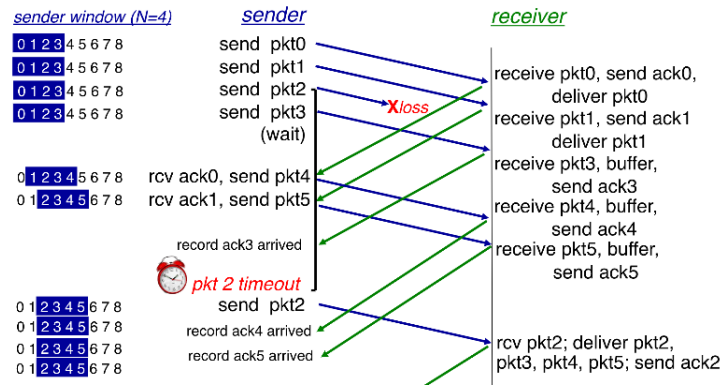 sender window (N=4)
sender
receiver
0 1 2 3 4 5 6 7 8
send pkt0
0 1 2 3 4 5 6 7 8
send pkt1
0 1 2 3 4 5 6 7 8
send pkt2
0 1 2 3 4 5 6 7 8
send pkt3
(wait)
Xloss
receive pkt0, send ack0,
deliver pkt0
receive pkt1, send ack1
deliver pkt1
receive pkt3, buffer,
send ack3
0 1 2 3 4 5 6 7 8
rcv ack0, send pkt4
0 1 2 3 4 5 6 7 8
rcv ack1, send pkt5
receive pkt4, buffer,
send ack4
receive pkt5, buffer,
send ack5
record ack3 arrived
pkt 2 timeout
0 1 2 3 4 5 6 7 8
send pkt2
0 1 2 3 4 5 6 7 8
record ack4 arrived
0 1 2 3 4 5 6 7 8
record ack5 arrived
0 1 2 3 4 5 6 7 8
rcv pkt2; deliver pkt2,
pkt3, pkt4, pkt5; send ack2